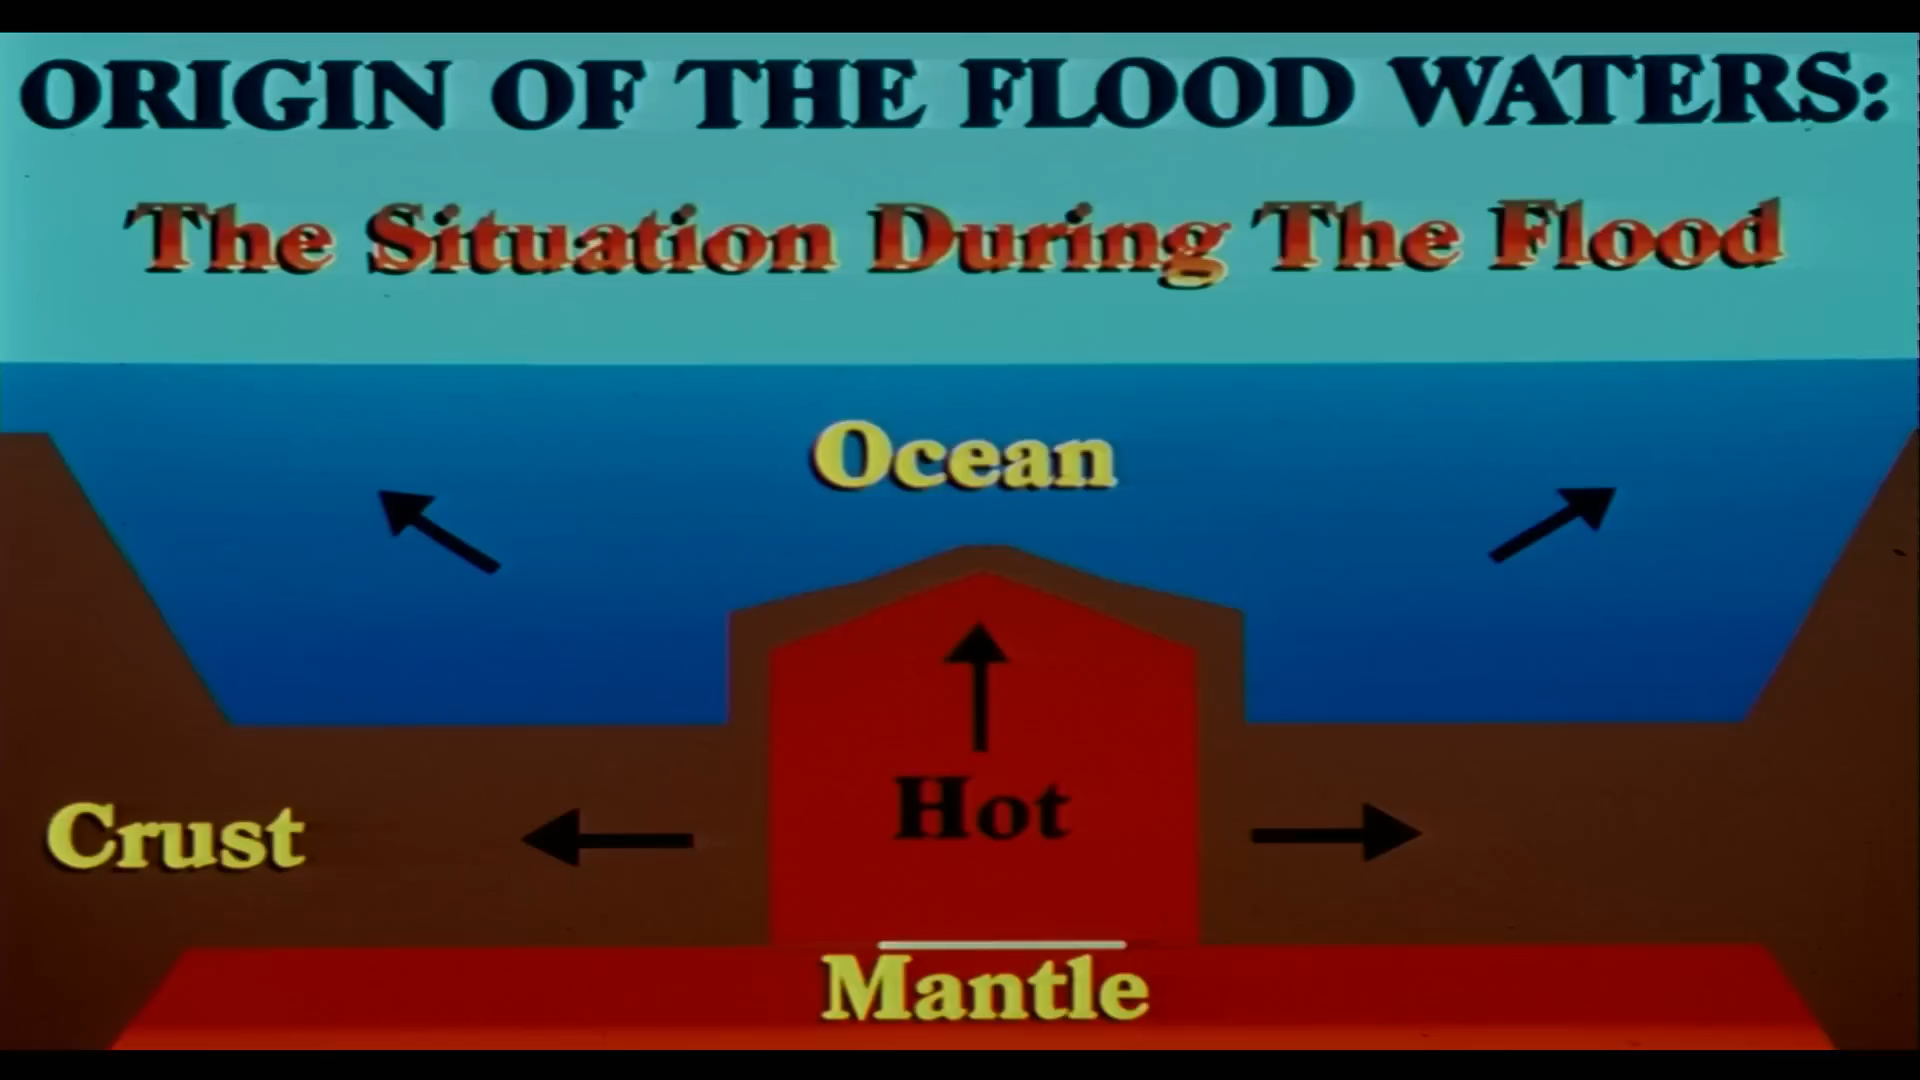 ORIGIN OF THE FLOOD WATERS:
The Situation During The Flood
Ocean
Hot
Crust
Mantle